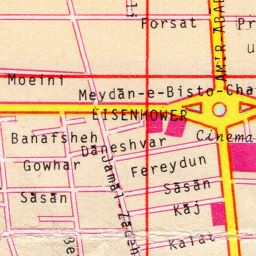 Forsat
Pr
Moeini
AMIR ABAD
Meydān-e-Bisto Cha
EISENHOWER
Banafsheh
Cinema
Dāneshvar
Gowhar
Fereydun
Jamāl-Zādeh
Sāsān
Sāsān
Kāj
Kalāt